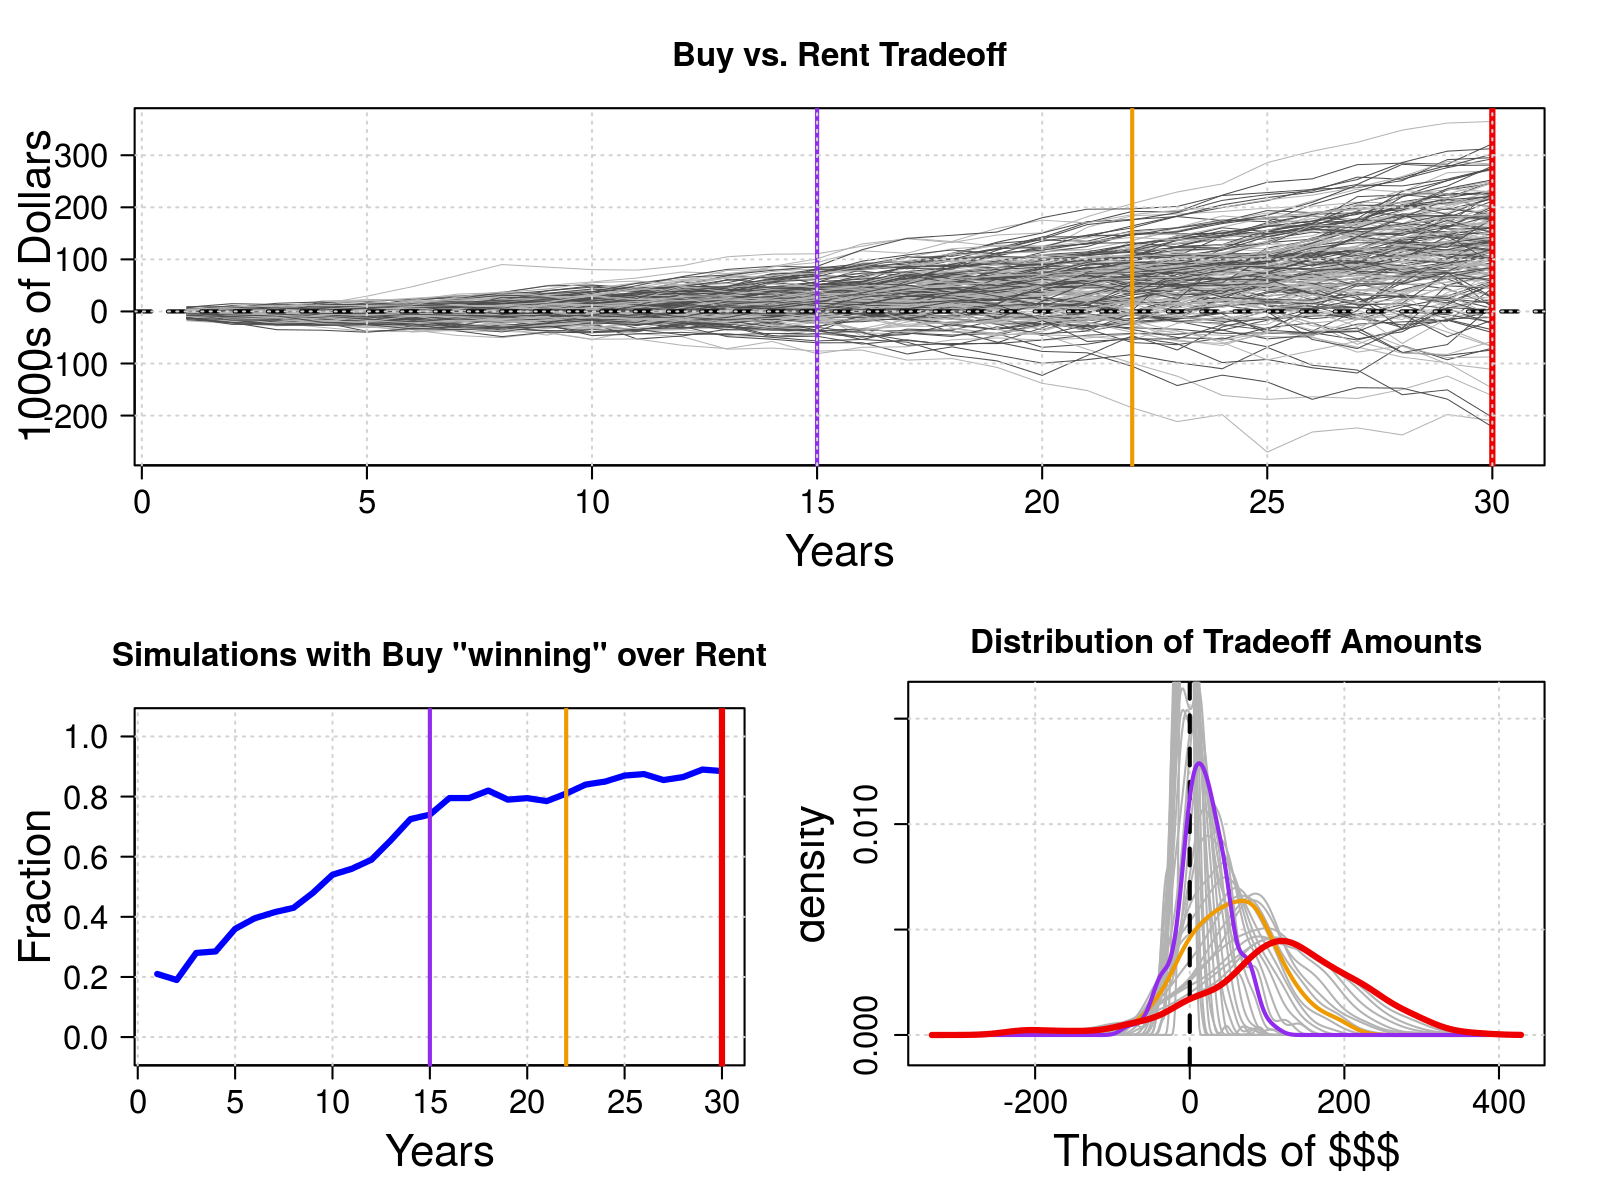 Buy vs. Rent Tradeoff
1000s of Dollars
300
200
100
0
-100
-200
0 5 10 15 20 25 30
Years
Simulations with Buy "winning" over Rent
Fraction
1.0
0.8
0.6
0.4
0.2
0.0
0 5 10 15 20 25 30
Years
Distribution of Tradeoff Amounts
density
0.010
0.000
-200 0 200 400
Thousands of $$$